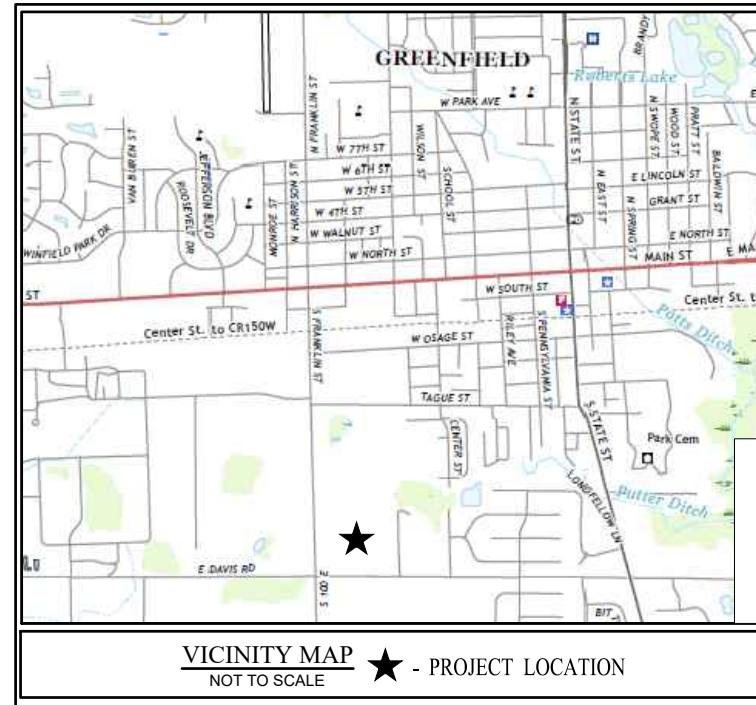 GREENFIELD
BRANDY
Roberts Lake
N FRANKLIN ST
W PARK AVE
N STATE ST
N SWOPE ST
WOOD ST
PRATT ST
BALDWIN ST
E
VAN BUREN ST
JEFFERSON BLVD
ROOSEVELT DR
MONROE ST
N HARRISON ST
W 7TH ST
W 6TH ST
W 5TH ST
W 4TH ST
W WALNUT ST
W NORTH ST
WILSON ST
SCHOOL ST
N EAST ST
N SPRING ST
E LINCOLN ST
GRANT ST
E NORTH ST
MAIN ST
E MA
WINFIELD PARK DR
ST
W SOUTH ST
Center St. to
Center St. to CR150W
S FRANKLIN ST
W OSAGE ST
RILEY AVE
S PENNSYLVANIA ST
Potts Ditch
TAGUE ST
CENTER ST
S STATE ST
Park Cem
LONGFELLOW LN
Putter Ditch
E DAVIS RD
S 100 E
BIT T
VICINITY MAP
NOT TO SCALE
- PROJECT LOCATION